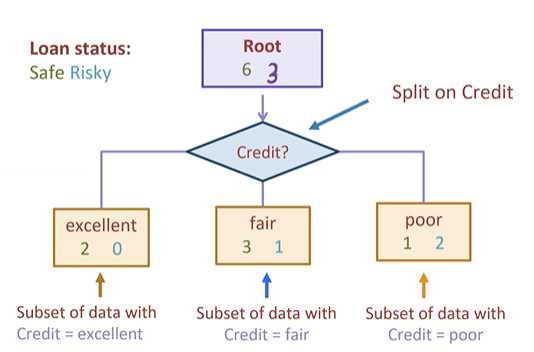 Loan status:
Safe Risky
Root
6 3
Split on Credit
Credit?
excellent
2 0
fair
3 1
poor
1 2
Subset of data with
Credit = excellent
Subset of data with
Credit = fair
Subset of data with
Credit = poor